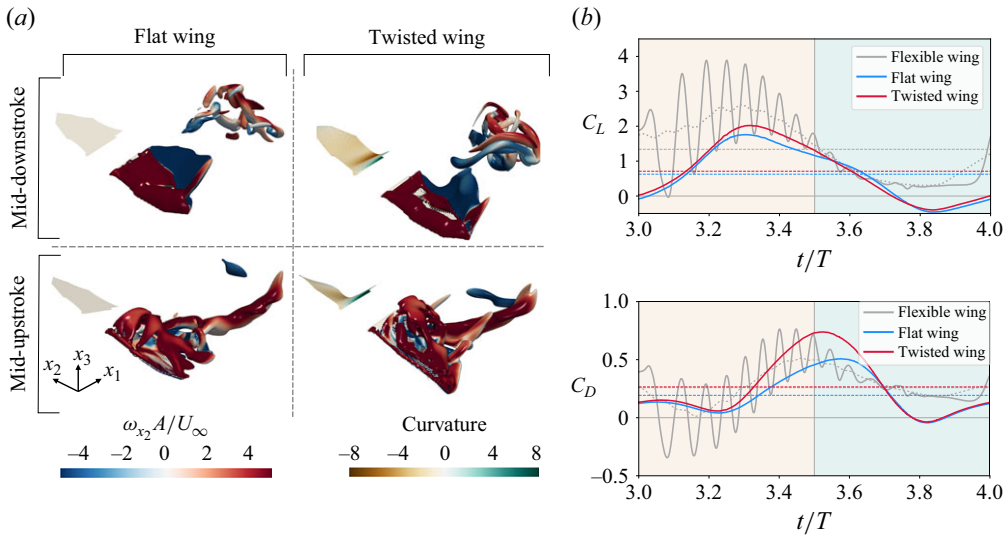 (a)
Flat wing
Twisted wing
Mid-downstroke
Mid-upstroke
x2
x3
x1
ωx2 A/U∞
–4 –2 0 2 4
Curvature
–8 –4 0 4 8
(b)
4
3
2
1
0
CL
Flexible wing
Flat wing
Twisted wing
3.0 3.2 3.4 3.6 3.8 4.0
t/T
1.0
0.5
0
–0.5
CD
Flexible wing
Flat wing
Twisted wing
3.0 3.2 3.4 3.6 3.8 4.0
t/T